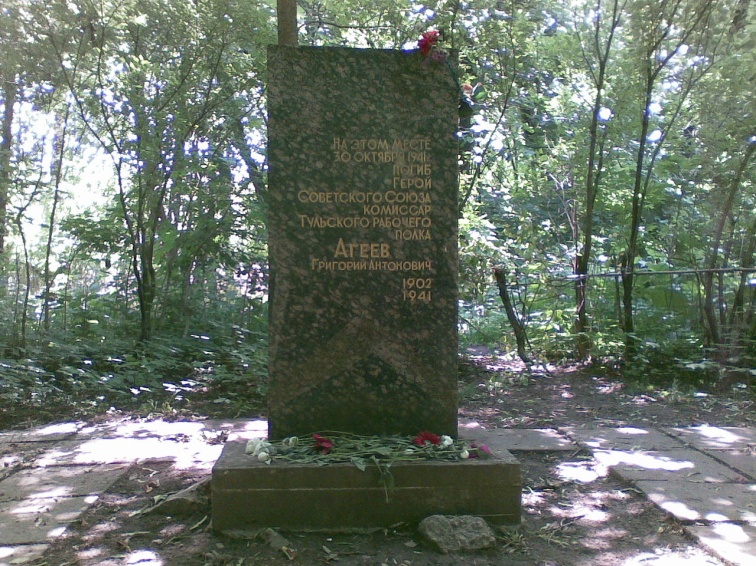 На этом месте
30 октября 1941г.
погиб
Герой
Советского Союза
комиссар
Тульского рабочего
полка
Агеев
Григорий Антонович
1902
1941